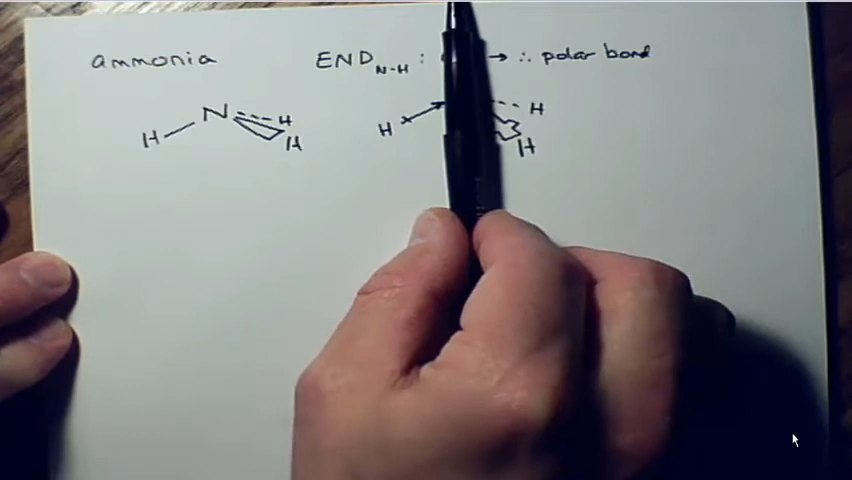 ammonia END N-H : → ∴ polar bond
N H H
H H
H H